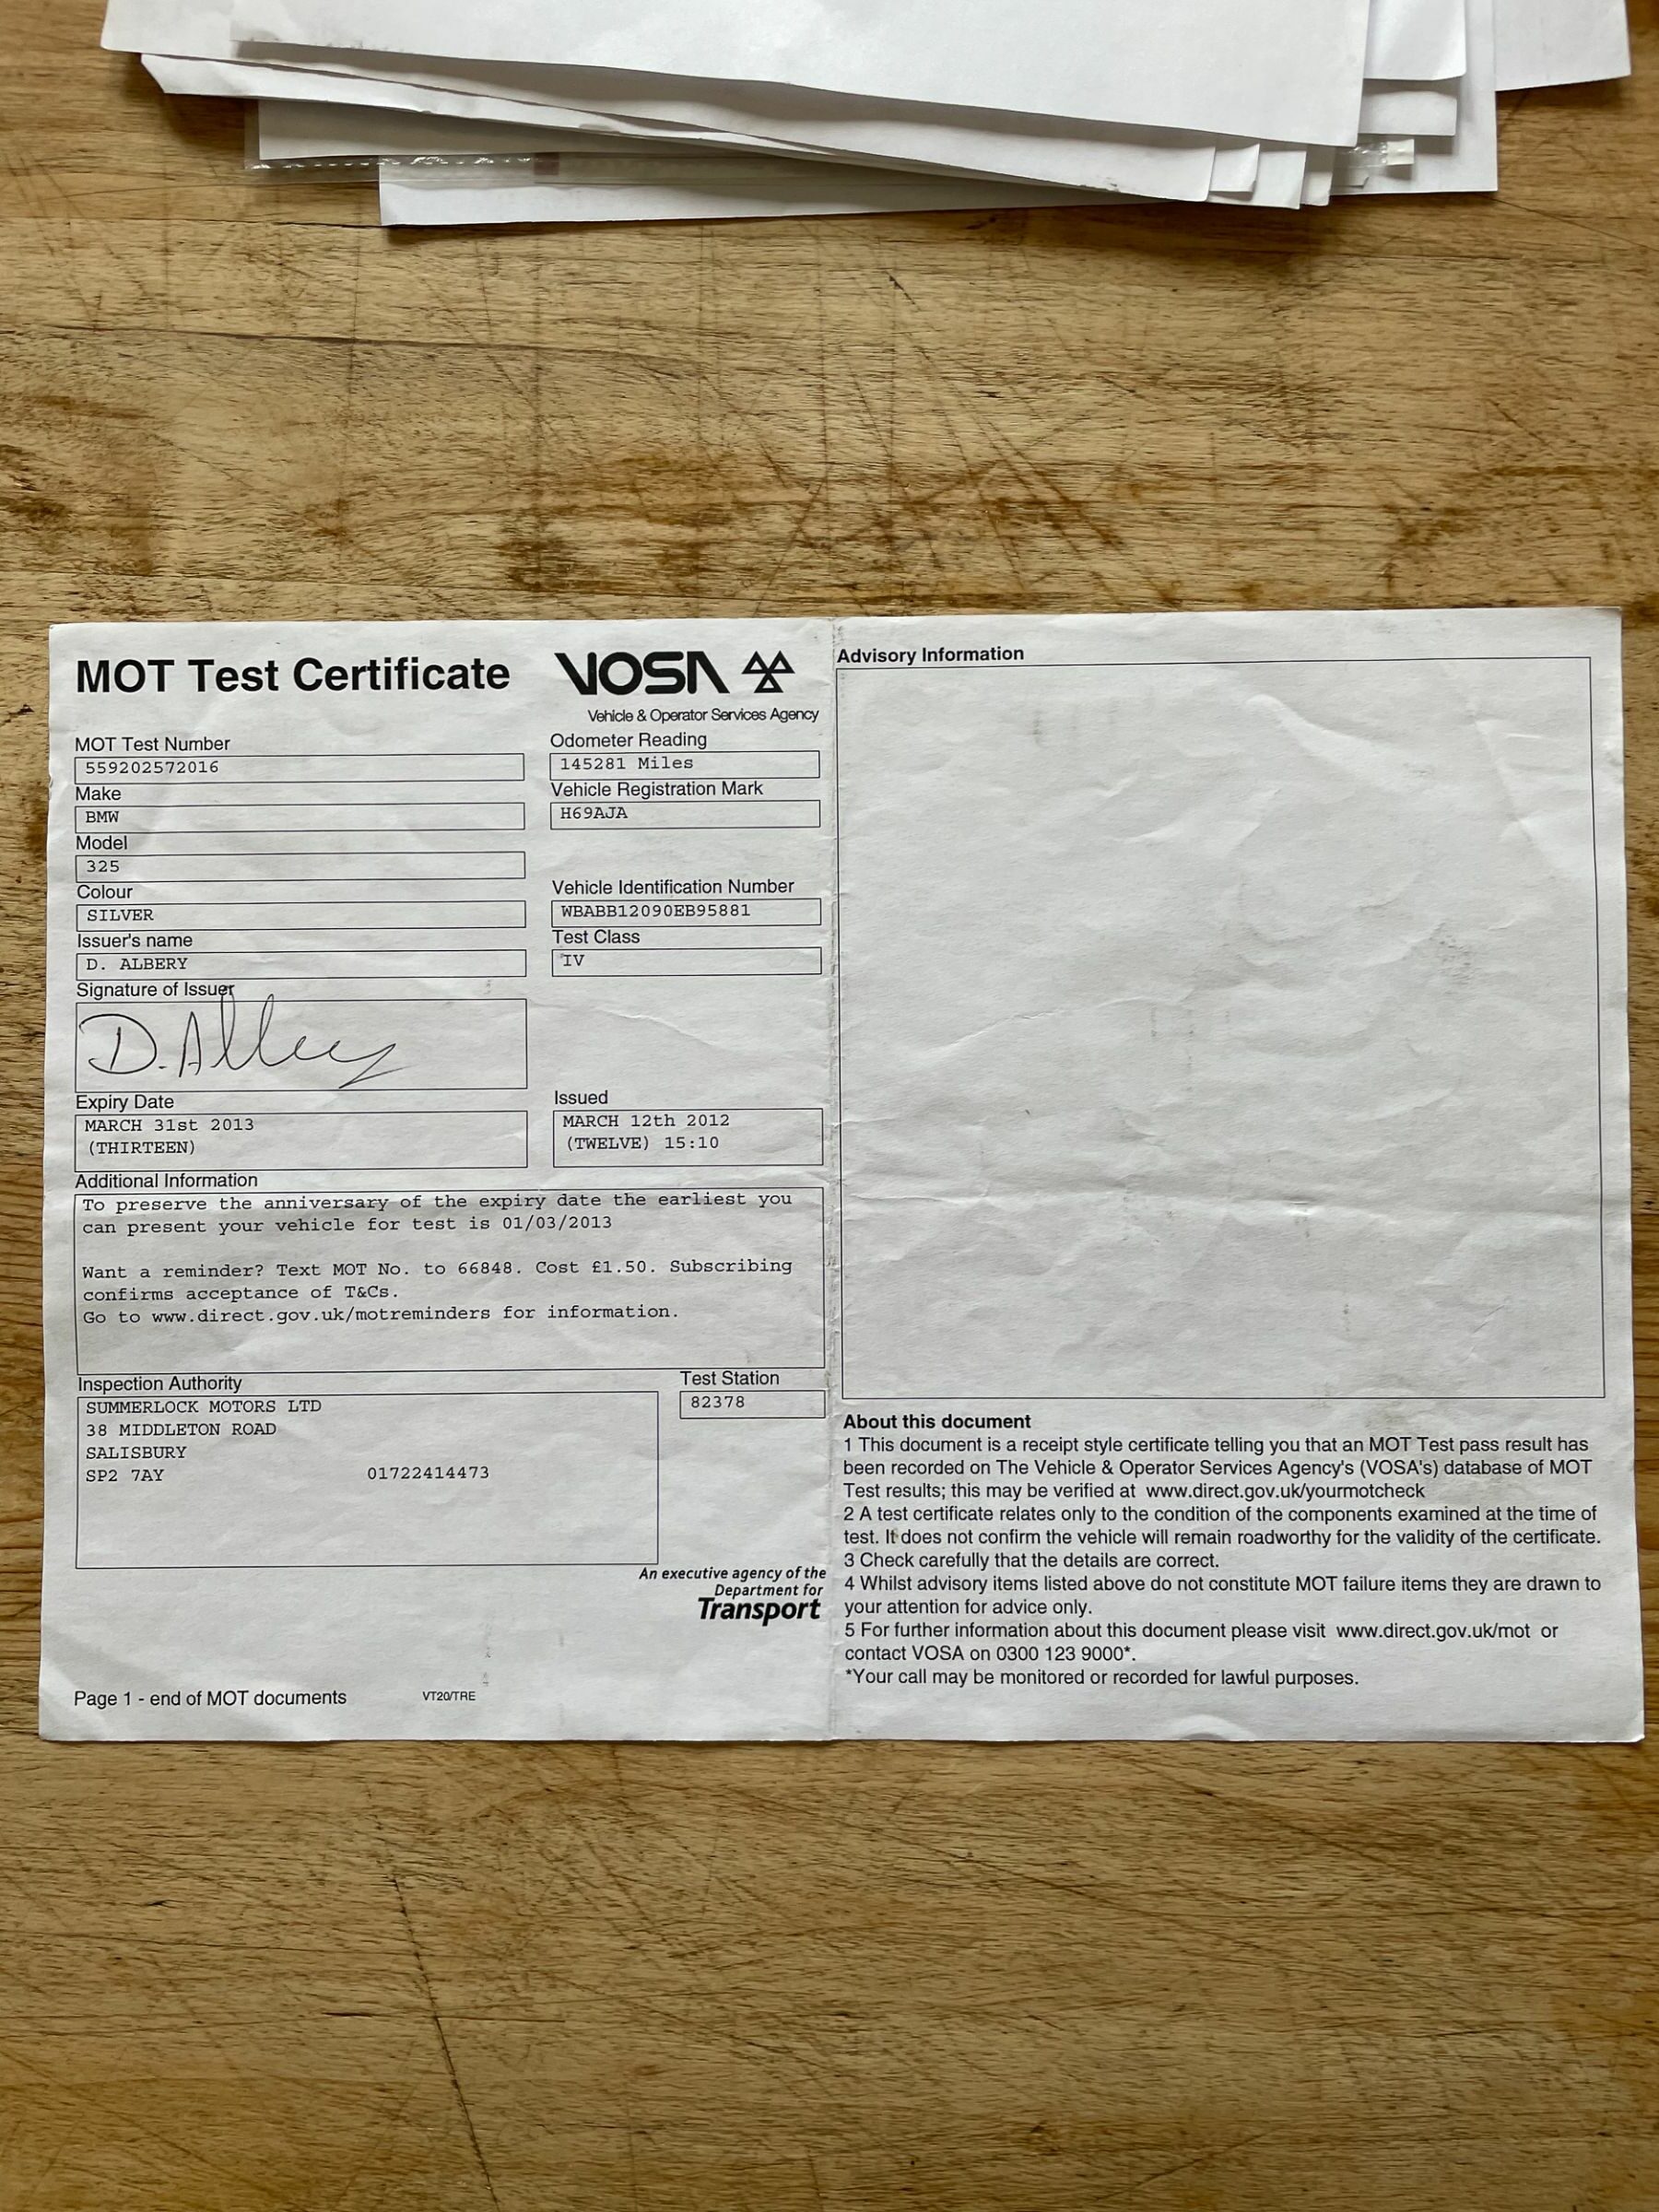 MOT Test Certificate
VOSA
Vehicle & Operator Services Agency
MOT Test Number
559202572016
Odometer Reading
145281 Miles
Make
BMW
Vehicle Registration Mark
H69AJA
Model
325
Colour
SILVER
Vehicle Identification Number
WBABB12090EB95881
Issuer's name
D. ALBERY
Test Class
IV
Signature of Issuer
D. Albery
Expiry Date
MARCH 31st 2013
(THIRTEEN)
Issued
MARCH 12th 2012
(TWELVE) 15:10
Additional Information
To preserve the anniversary of the expiry date the earliest you
can present your vehicle for test is 01/03/2013
Want a reminder? Text MOT No. to 66848. Cost £1.50. Subscribing
confirms acceptance of T&Cs.
Go to www.direct.gov.uk/motreminders for information.
Inspection Authority
SUMMERLOCK MOTORS LTD
38 MIDDLETON ROAD
SALISBURY
SP2 7AY 01722414473
Test Station
82378
An executive agency of the
Department for
Transport
Page 1 - end of MOT documents
VT20/TRE
Advisory Information
About this document
1 This document is a receipt style certificate telling you that an MOT Test pass result has
been recorded on The Vehicle & Operator Services Agency's (VOSA's) database of MOT
Test results; this may be verified at www.direct.gov.uk/yourmotcheck
2 A test certificate relates only to the condition of the components examined at the time of
test. It does not confirm the vehicle will remain roadworthy for the validity of the certificate.
3 Check carefully that the details are correct.
4 Whilst advisory items listed above do not constitute MOT failure items they are drawn to
your attention for advice only.
5 For further information about this document please visit www.direct.gov.uk/mot or
contact VOSA on 0300 123 9000*.
*Your call may be monitored or recorded for lawful purposes.